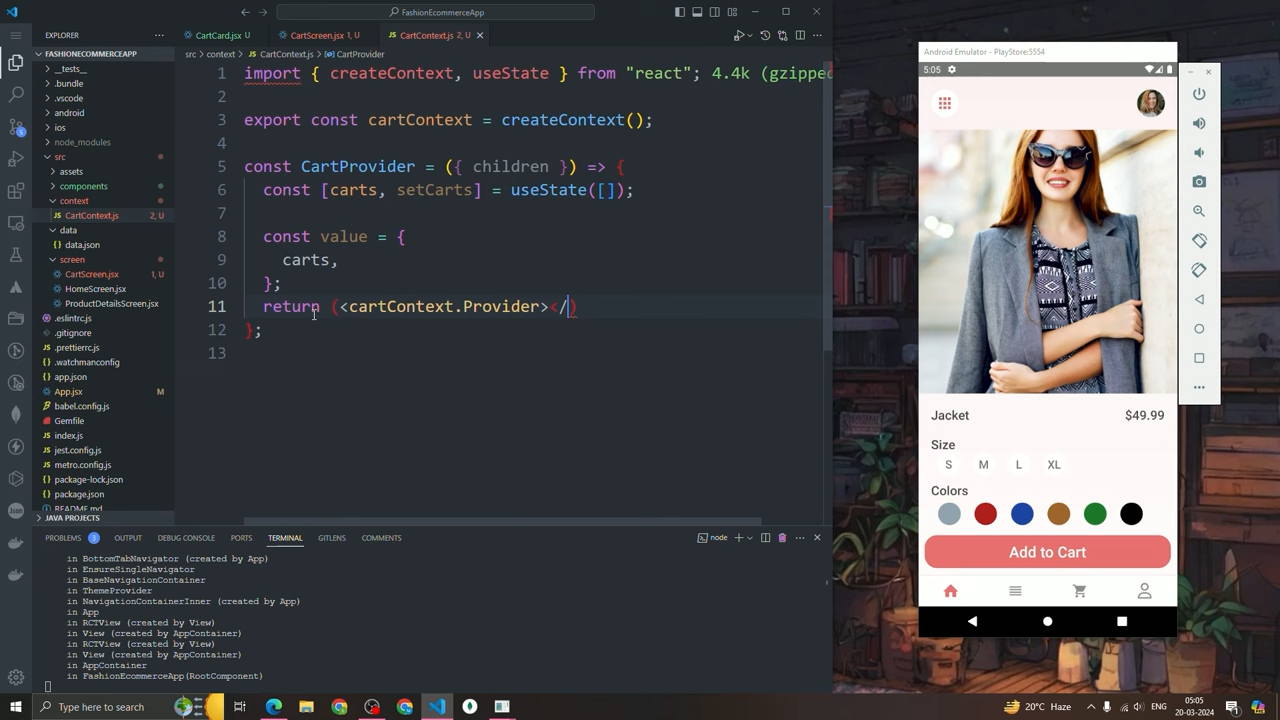 FashionEcommerceApp
EXPLORER
CartCard.jsx U
CartScreen.jsx 1, U
CartContext.js 2, U
FASHIONECOMMERCEAPP
src > context > CartContext.js > CartProvider
__tests__
.bundle
.vscode
android
ios
node_modules
src
assets
components
context
CartContext.js 2, U
data
data.json
screen
CartScreen.jsx 1, U
HomeScreen.jsx
ProductDetailsScreen.jsx
.eslintrc.js
.gitignore
.prettierrc.js
.watchmanconfig
app.json
App.jsx M
babel.config.js
Gemfile
index.js
jest.config.js
metro.config.js
package-lock.json
package.json
README.md
JAVA PROJECTS
1 import { createContext, useState } from "react"; 4.4k (gzipped
2
3 export const cartContext = createContext();
4
5 const CartProvider = ({ children }) => {
6 const [carts, setCarts] = useState([]);
7
8 const value = {
9 carts,
10 };
11 return (<cartContext.Provider></)
12 };
13
PROBLEMS 3 OUTPUT DEBUG CONSOLE PORTS TERMINAL GITLENS COMMENTS
node
in BottomTabNavigator (created by App)
in EnsureSingleNavigator
in BaseNavigationContainer
in ThemeProvider
in NavigationContainerInner (created by App)
in App
in RCTView (created by View)
in View (created by AppContainer)
in RCTView (created by View)
in View (created by AppContainer)
in AppContainer
in FashionEcommerceApp(RootComponent)
Android Emulator - PlayStore:5554
5:05
Jacket $49.99
Size
S M L XL
Colors
Add to Cart
Type here to search
20°C Haze
ENG
05:05
20-03-2024